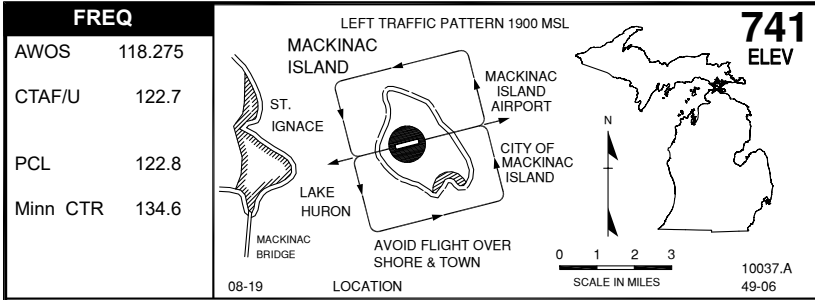 FREQ
AWOS 118.275
CTAF/U 122.7
PCL 122.8
Minn CTR 134.6
LEFT TRAFFIC PATTERN 1900 MSL
MACKINAC
ISLAND
ST.
IGNACE
MACKINAC
ISLAND
AIRPORT
CITY OF
MACKINAC
ISLAND
LAKE
HURON
MACKINAC
BRIDGE
AVOID FLIGHT OVER
SHORE & TOWN
08-19
LOCATION
741
ELEV
N
0 1 2 3
SCALE IN MILES
10037.A
49-06